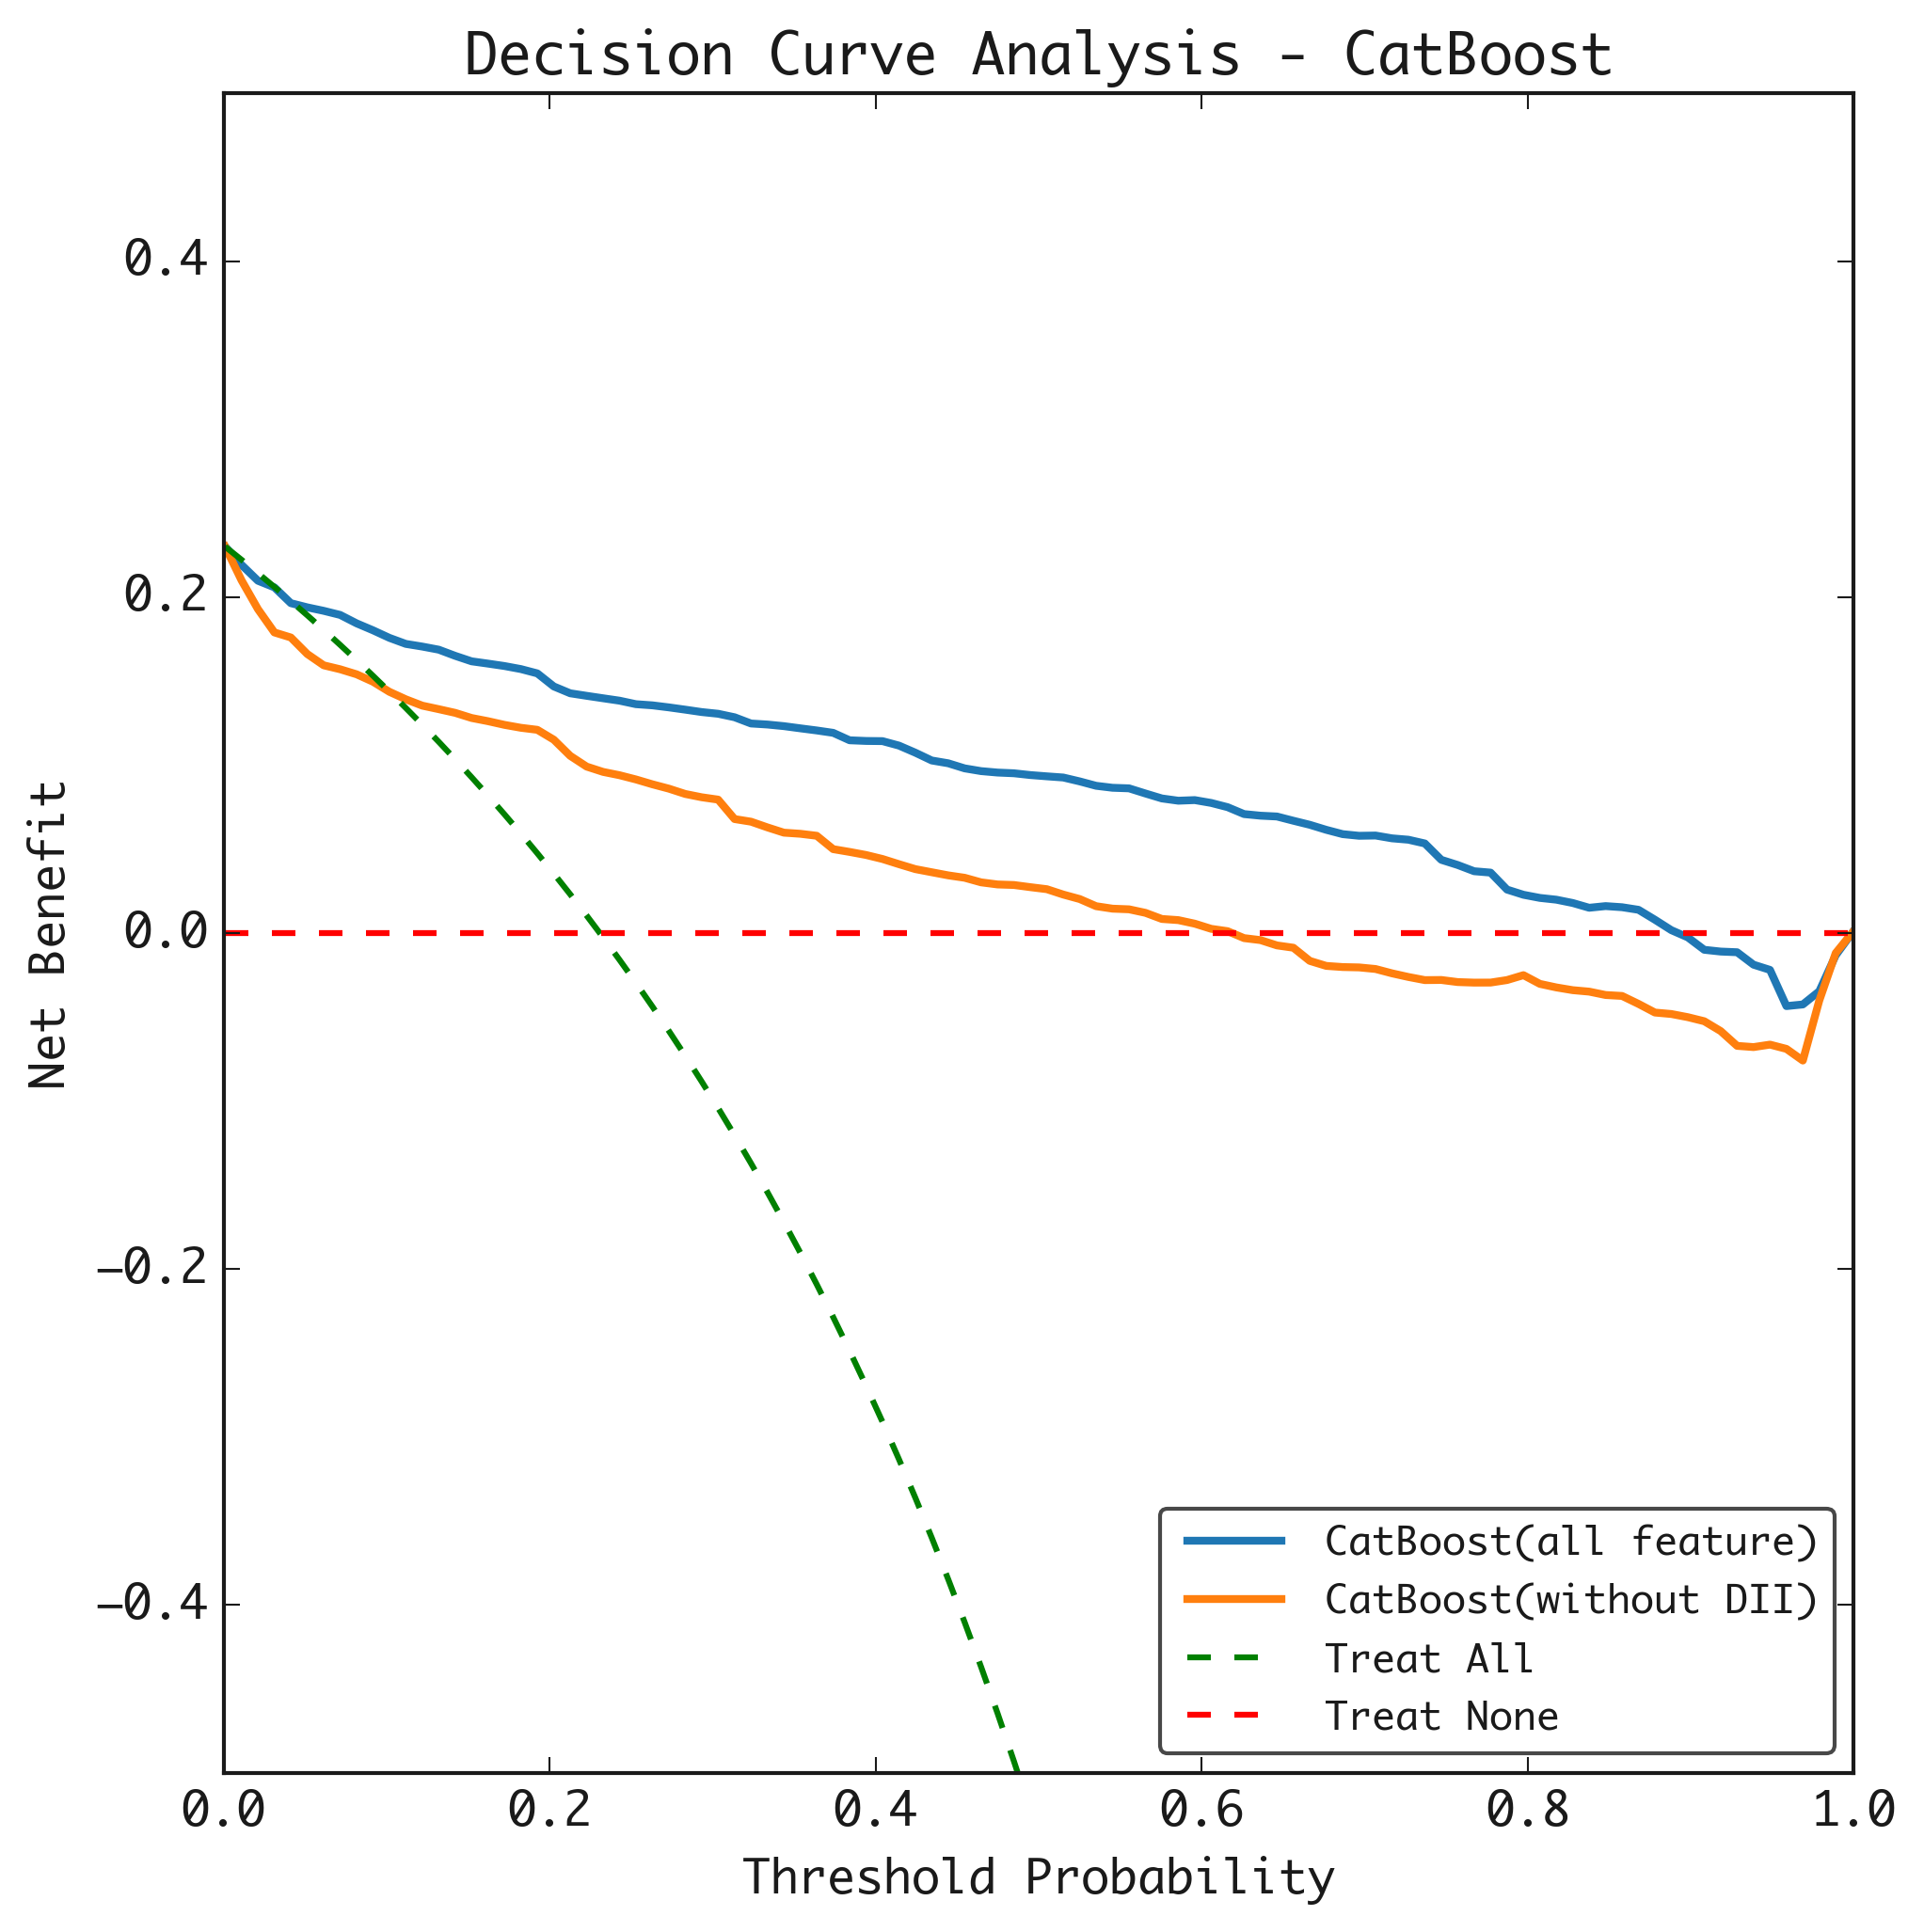 Decision Curve Analysis - CatBoost
Net Benefit
0.4
0.2
0.0
−0.2
−0.4
0.0 0.2 0.4 0.6 0.8 1.0
Threshold Probability
CatBoost(all feature)
CatBoost(without DII)
Treat All
Treat None